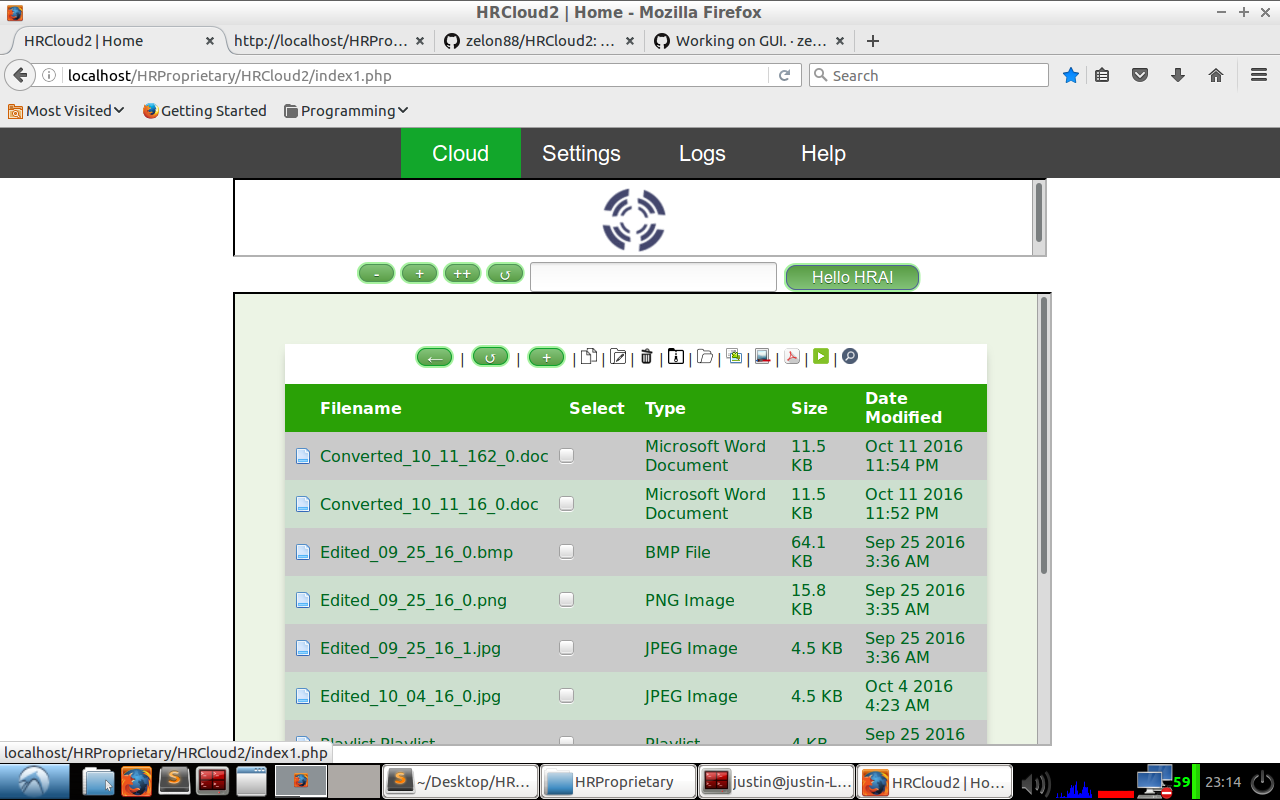 HRCloud2 | Home - Mozilla Firefox
HRCloud2 | Home × http://localhost/HRPro... × zelon88/HRCloud2: ... × Working on GUI. · ze... × +
localhost/HRProprietary/HRCloud2/index1.php Search
Most Visited Getting Started Programming
Cloud Settings Logs Help
- + ++ ↺ Hello HRAI
← | ↺ | + | | | | | | | | | |
Filename Select Type Size Date
Modified
Converted_10_11_162_0.doc Microsoft Word Document 11.5 KB Oct 11 2016 11:54 PM
Converted_10_11_16_0.doc Microsoft Word Document 11.5 KB Oct 11 2016 11:52 PM
Edited_09_25_16_0.bmp BMP File 64.1 KB Sep 25 2016 3:36 AM
Edited_09_25_16_0.png PNG Image 15.8 KB Sep 25 2016 3:35 AM
Edited_09_25_16_1.jpg JPEG Image 4.5 KB Sep 25 2016 3:36 AM
Edited_10_04_16_0.jpg JPEG Image 4.5 KB Oct 4 2016 4:23 AM
Playlist.Playlist Playlist 4 KB Sep 25 2016
localhost/HRProprietary/HRCloud2/index1.php
~/Desktop/HR... HRProprietary justin@justin-L... HRCloud2 | Ho... 59 23:14